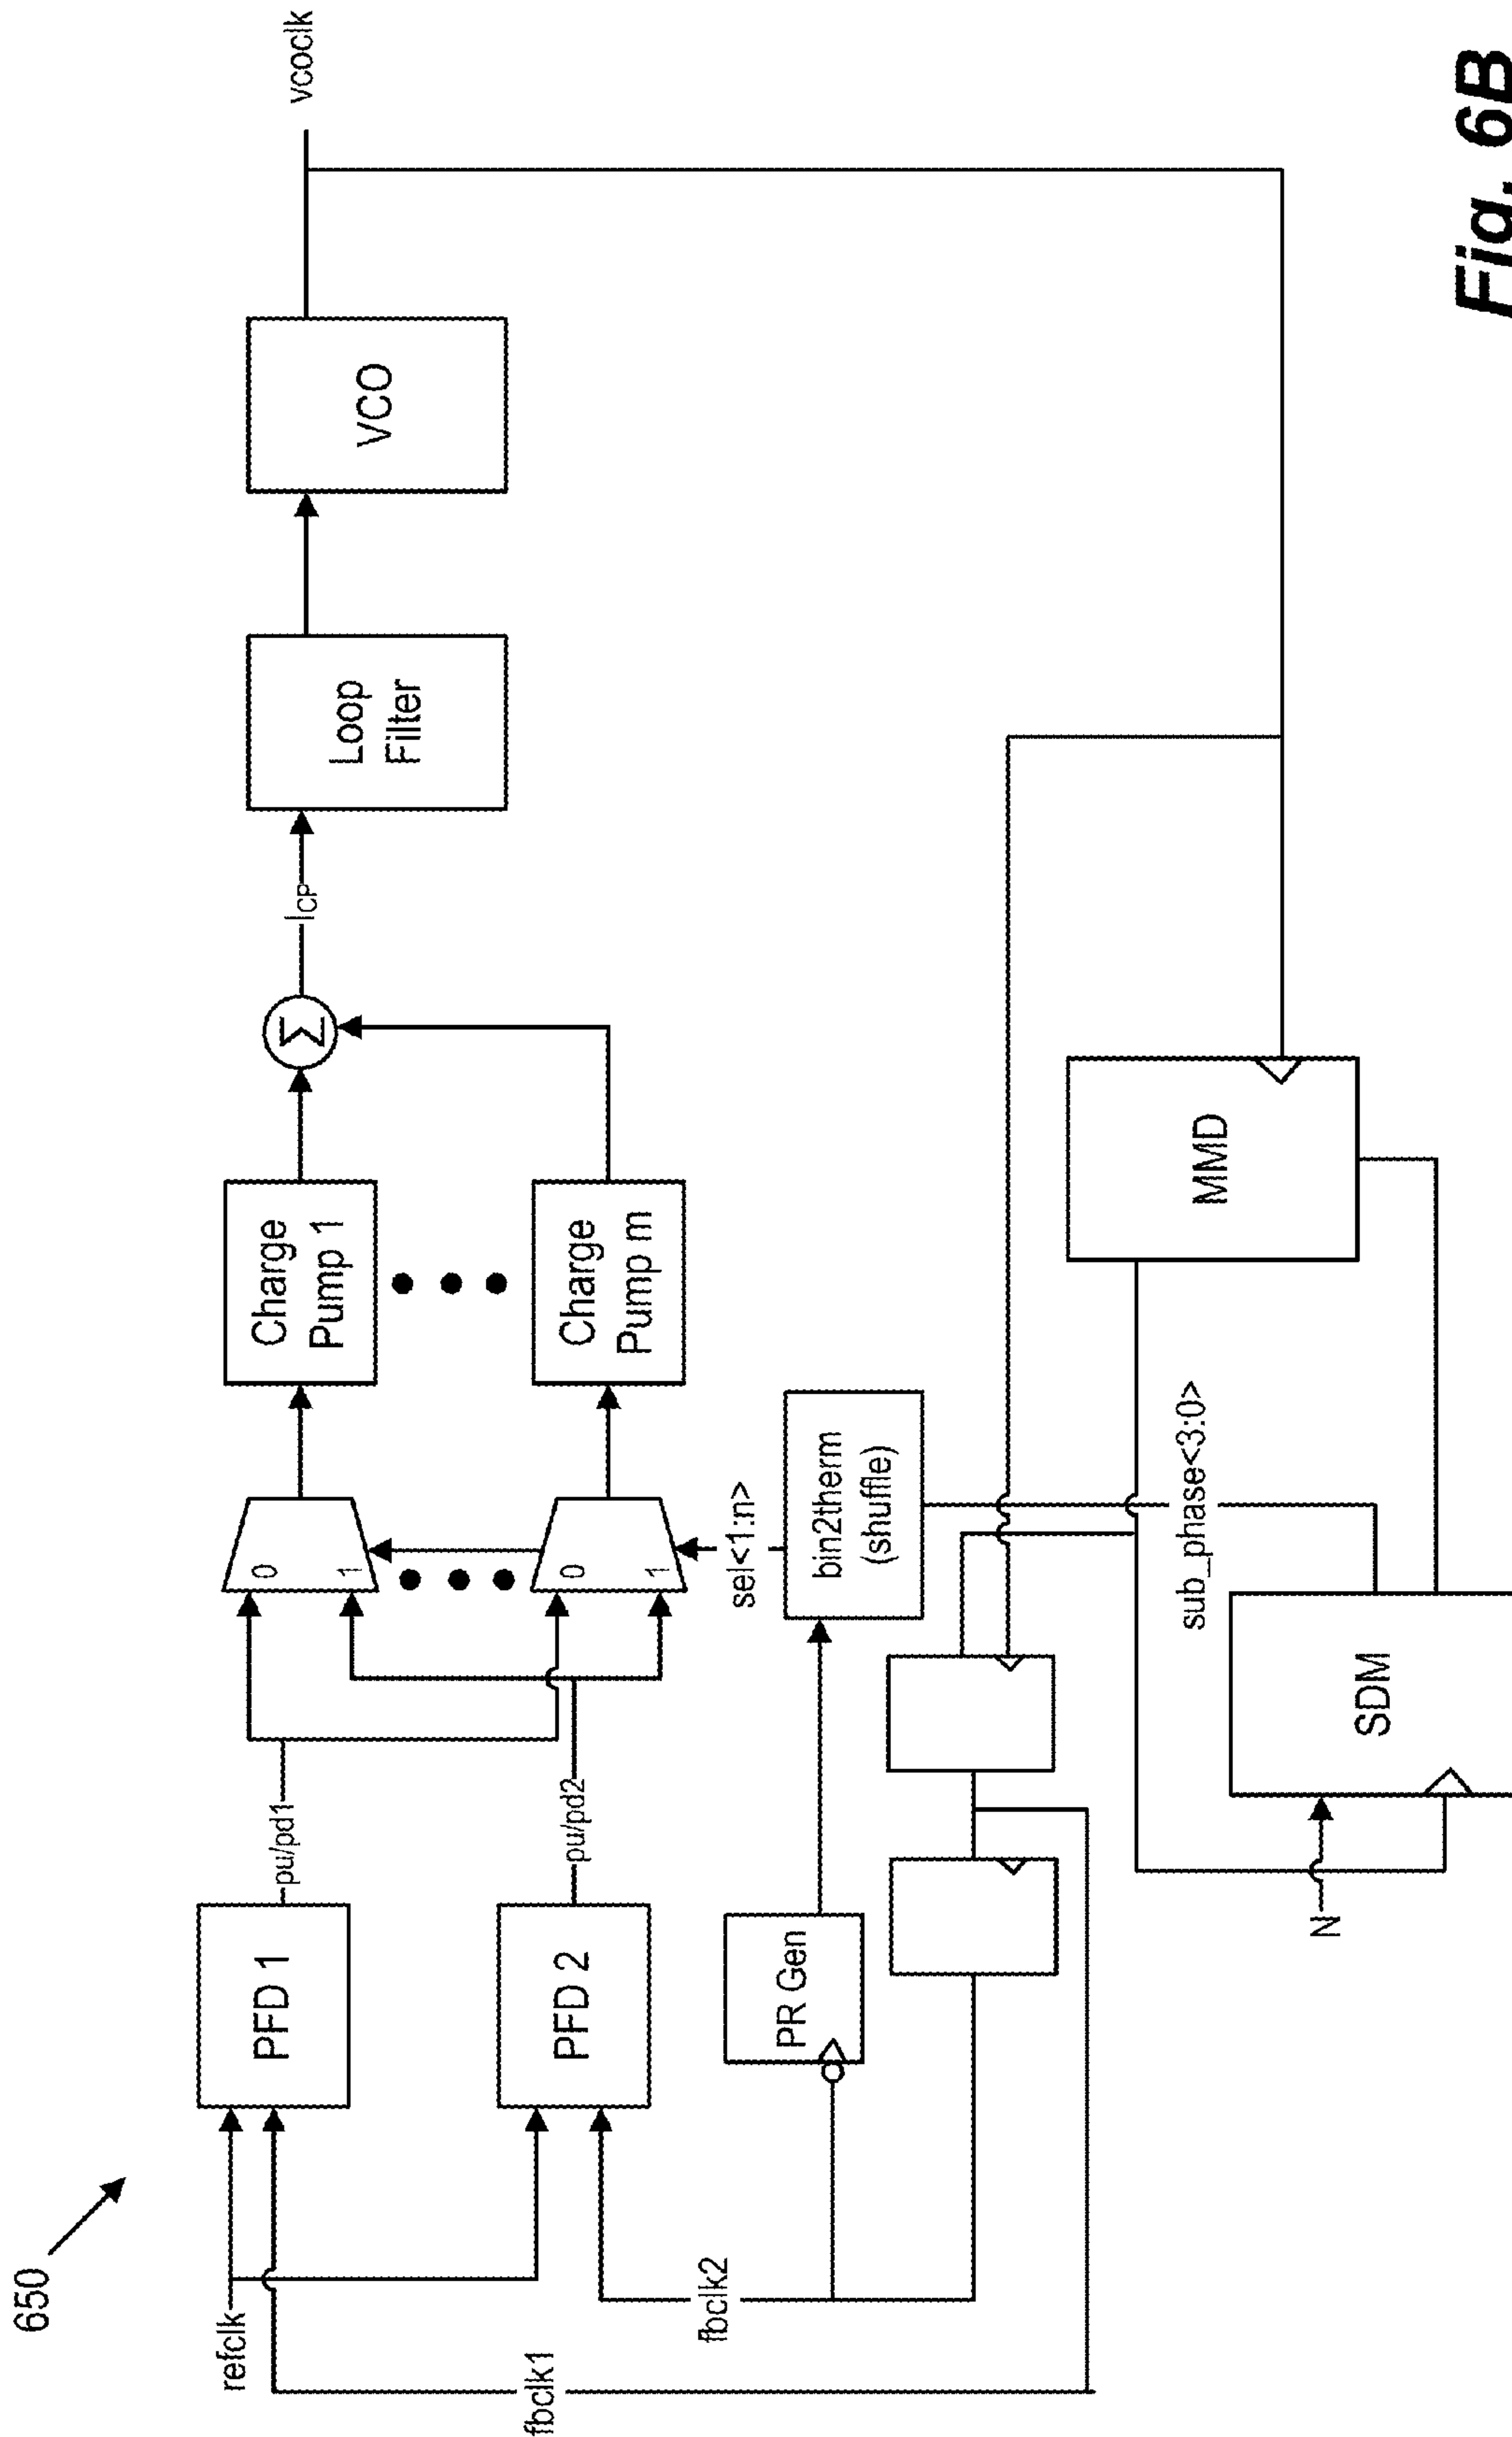 650
refclk
fbclk1
fbclk2
PFD 1
PFD 2
pu/pd1
pu/pd2
0
1
0
1
sel<1:n>
Charge
Pump 1
Charge
Pump m
Σ
ICP
Loop
Filter
VCO
vcoclk
PR Gen
bin2therm
(shuffle)
sub_phase<3:0>
N
SDM
MMD
Fig. 6B